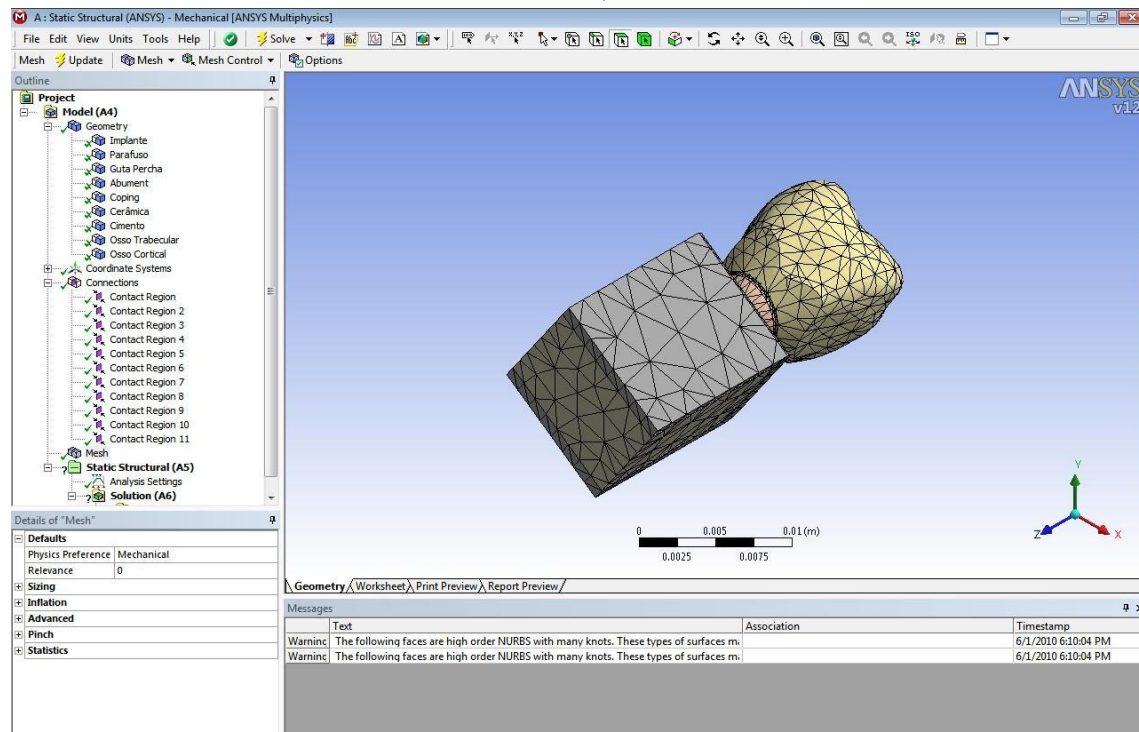 A : Static Structural (ANSYS) - Mechanical [ANSYS Multiphysics]
File Edit View Units Tools Help Solve
Mesh Update Mesh Mesh Control Options
Outline
Project
Model (A4)
Geometry
Implante
Parafuso
Guta Percha
Abument
Coping
Cerâmica
Cimento
Osso Trabecular
Osso Cortical
Coordinate Systems
Connections
Contact Region
Contact Region 2
Contact Region 3
Contact Region 4
Contact Region 5
Contact Region 6
Contact Region 7
Contact Region 8
Contact Region 9
Contact Region 10
Contact Region 11
Mesh
Static Structural (A5)
Analysis Settings
Solution (A6)
Details of "Mesh"
Defaults
Physics Preference Mechanical
Relevance 0
Sizing
Inflation
Advanced
Pinch
Statistics
ANSYS
v12
0 0.005 0.01 (m)
0.0025 0.0075
Y
Z X
Geometry Worksheet Print Preview Report Preview
Messages
Text Association Timestamp
Warning The following faces are high order NURBS with many knots. These types of surfaces m 6/1/2010 6:10:04 PM
Warning The following faces are high order NURBS with many knots. These types of surfaces m 6/1/2010 6:10:04 PM